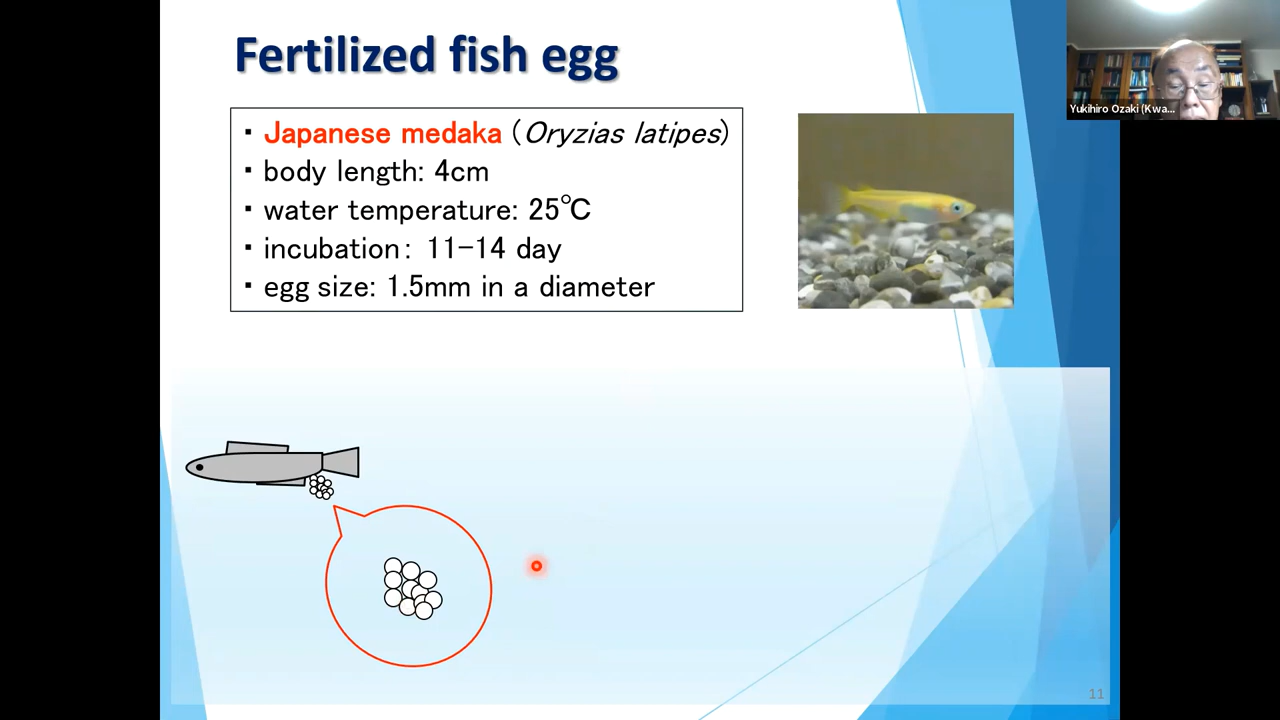 Fertilized fish egg
Yukihiro Ozaki (Kwa...
・Japanese medaka (Oryzias latipes)
・body length: 4cm
・water temperature: 25℃
・incubation: 11-14 day
・egg size: 1.5mm in a diameter
11